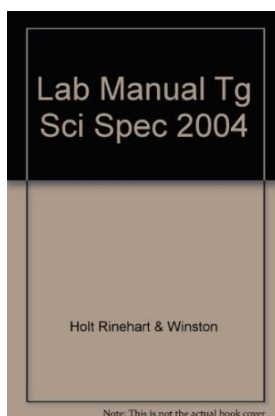 Lab Manual Tg
Sci Spec 2004
Holt Rinehart & Winston
Note: This is not the actual book cover